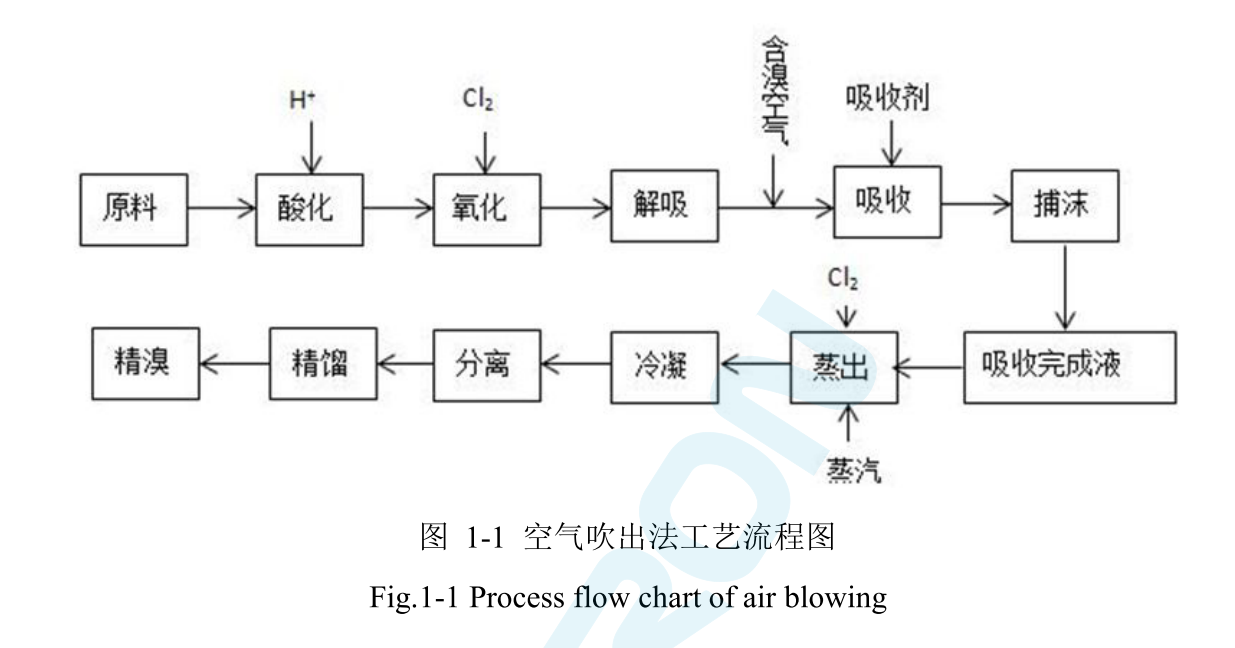 含溴空气
H⁺
Cl₂
吸收剂
原料
酸化
氧化
解吸
吸收
捕沫
Cl₂
精溴
精馏
分离
冷凝
蒸出
吸收完成液
蒸汽
图 1-1 空气吹出法工艺流程图
Fig.1-1 Process flow chart of air blowing